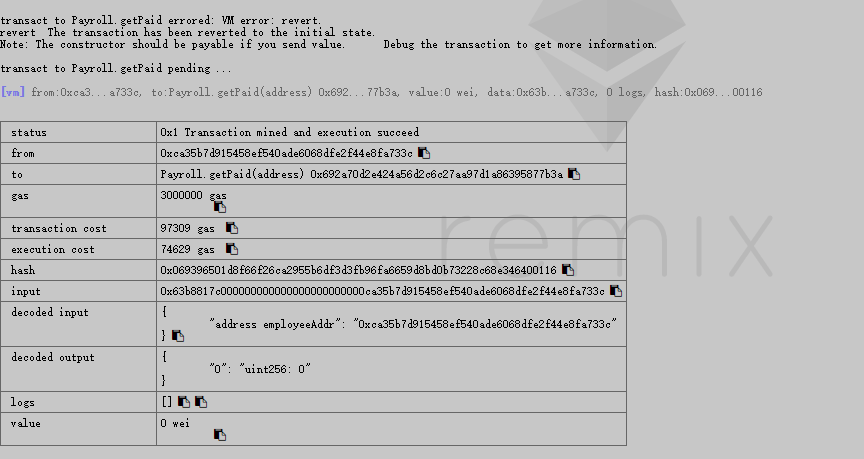 transact to Payroll.getPaid errored: VM error: revert.
revert The transaction has been reverted to the initial state.
Note: The constructor should be payable if you send value. Debug the transaction to get more information.
transact to Payroll.getPaid pending ...
[vm] from:0xca3...a733c, to:Payroll.getPaid(address) 0x692...77b3a, value:0 wei, data:0x63b...a733c, 0 logs, hash:0x069...00116
status 0x1 Transaction mined and execution succeed
from 0xca35b7d915458ef540ade6068dfe2f44e8fa733c
to Payroll.getPaid(address) 0x692a70d2e424a56d2c6c27aa97d1a86395877b3a
gas 3000000 gas
transaction cost 97309 gas
execution cost 74629 gas
hash 0x069396501d8f66f26ca2955b6df3d3fb96fa6659d8bd0b73228c68e346400116
input 0x63b8817c000000000000000000000000ca35b7d915458ef540ade6068dfe2f44e8fa733c
decoded input {
"address employeeAddr": "0xca35b7d915458ef540ade6068dfe2f44e8fa733c"
}
decoded output {
"0": "uint256: 0"
}
logs []
value 0 wei
remix